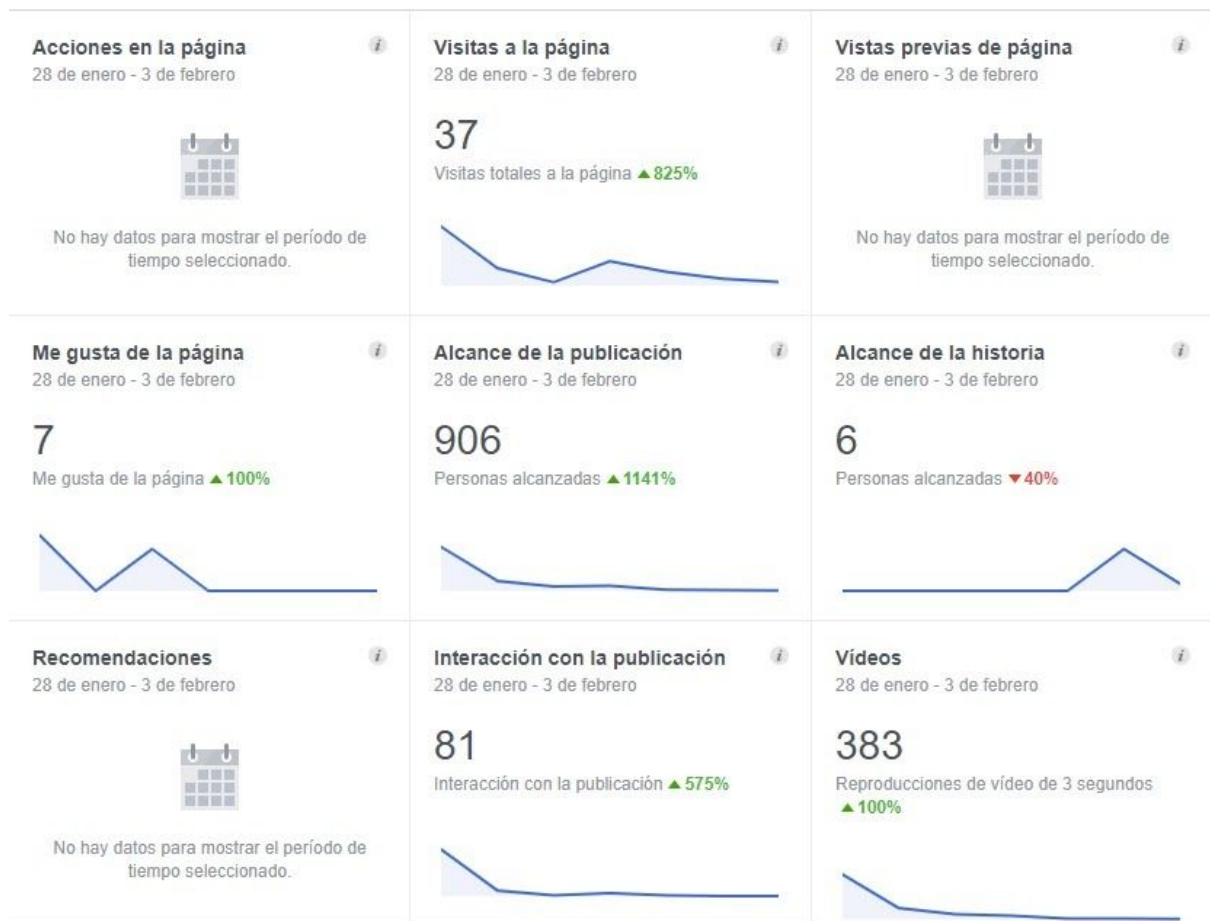 Acciones en la página
28 de enero - 3 de febrero
No hay datos para mostrar el período de
tiempo seleccionado.
Visitas a la página
28 de enero - 3 de febrero
37
Visitas totales a la página ▲825%
Vistas previas de página
28 de enero - 3 de febrero
No hay datos para mostrar el período de
tiempo seleccionado.
Me gusta de la página
28 de enero - 3 de febrero
7
Me gusta de la página ▲100%
Alcance de la publicación
28 de enero - 3 de febrero
906
Personas alcanzadas ▲1141%
Alcance de la historia
28 de enero - 3 de febrero
6
Personas alcanzadas ▼40%
Recomendaciones
28 de enero - 3 de febrero
No hay datos para mostrar el período de
tiempo seleccionado.
Interacción con la publicación
28 de enero - 3 de febrero
81
Interacción con la publicación ▲575%
Vídeos
28 de enero - 3 de febrero
383
Reproducciones de vídeo de 3 segundos
▲100%